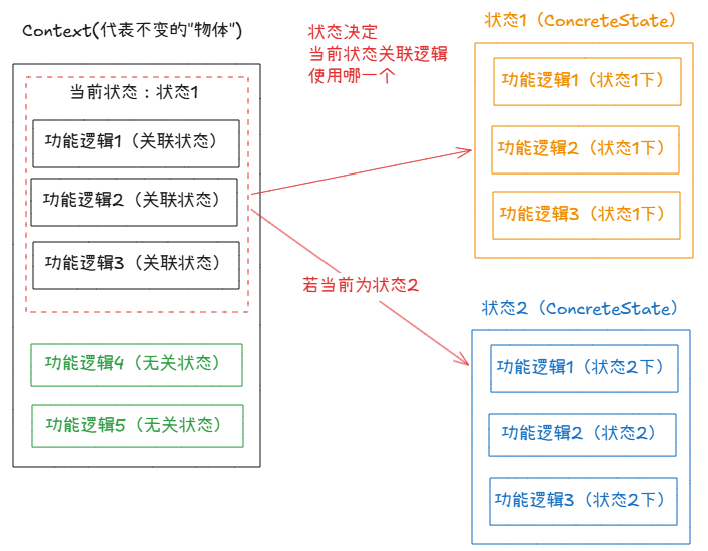 Context(代表不变的"物体")
当前状态：状态1
功能逻辑1（关联状态）
功能逻辑2（关联状态）
功能逻辑3（关联状态）
功能逻辑4（无关状态）
功能逻辑5（无关状态）
状态决定
当前状态关联逻辑
使用哪一个
若当前为状态2
状态1（ConcreteState)
功能逻辑1（状态1下）
功能逻辑2（状态1下）
功能逻辑3（状态1下）
状态2（ConcreteState)
功能逻辑1（状态2下）
功能逻辑2（状态2）
功能逻辑3（状态2下）